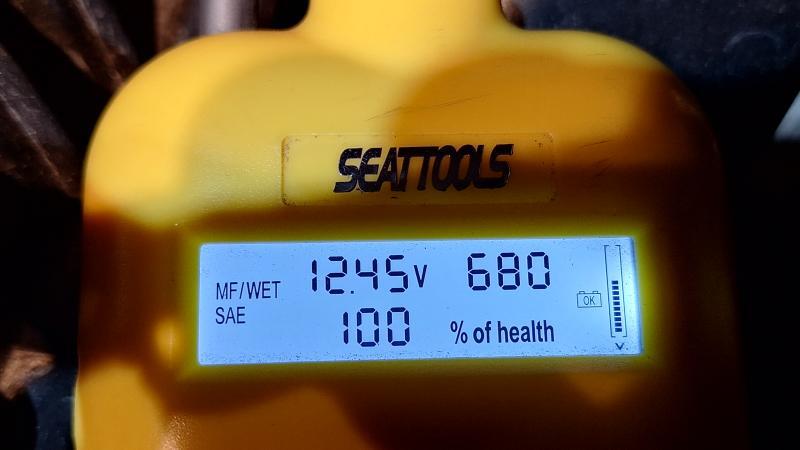 SEATTOOLS
MF/WET 12.45V 680
SAE 100 % of health
OK
V